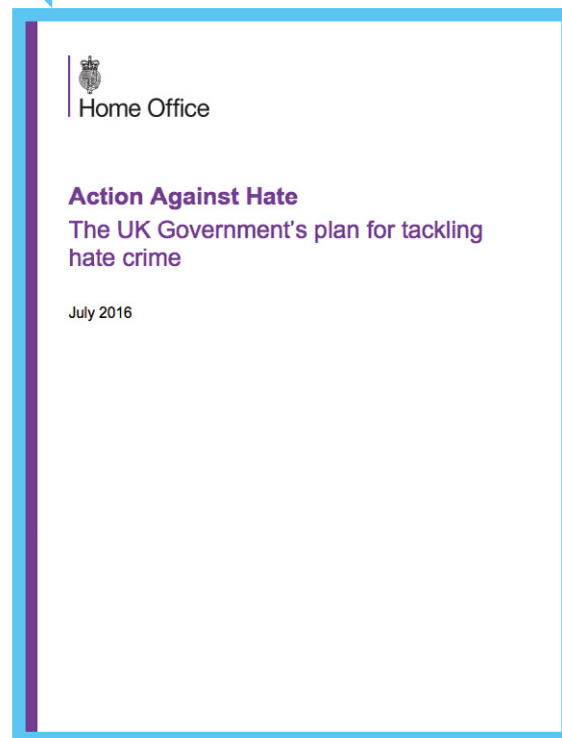 Home Office
Action Against Hate
The UK Government's plan for tackling
hate crime
July 2016